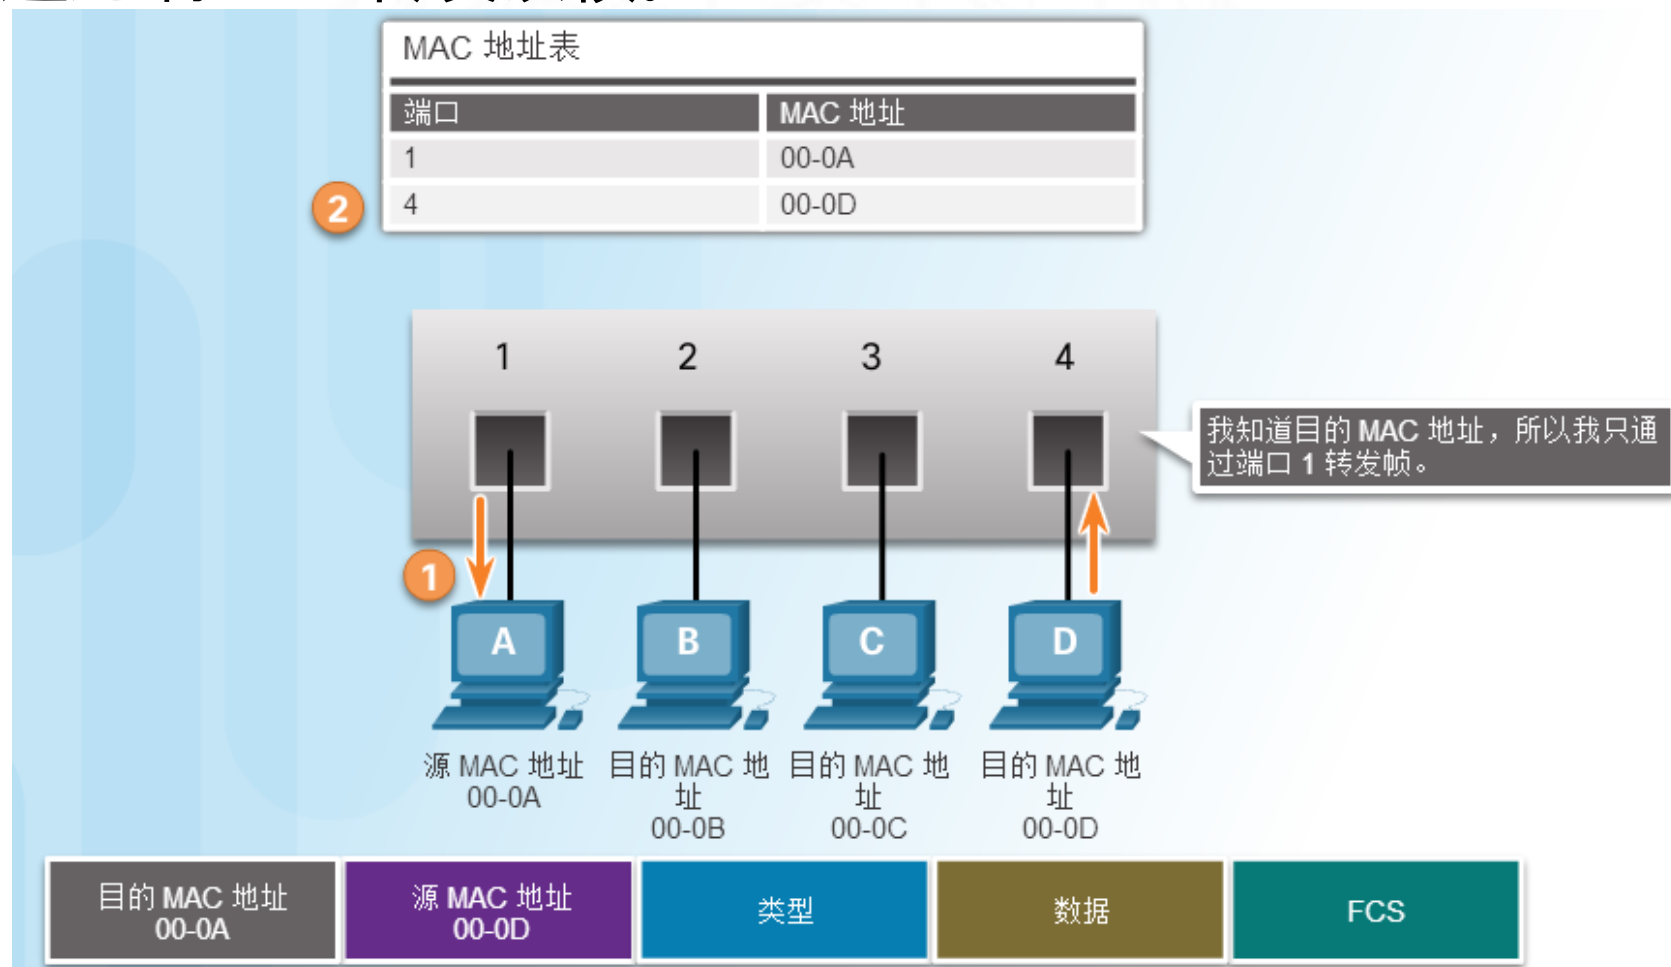 MAC 地址表
端口 MAC 地址
1 00-0A
2
4 00-0D
1 2 3 4
我知道目的 MAC 地址，所以我只通
过端口 1 转发帧。
1
A B C D
源 MAC 地址
00-0A
目的 MAC 地
址
00-0B
目的 MAC 地
址
00-0C
目的 MAC 地
址
00-0D
目的 MAC 地址
00-0A
源 MAC 地址
00-0D
类型
数据
FCS